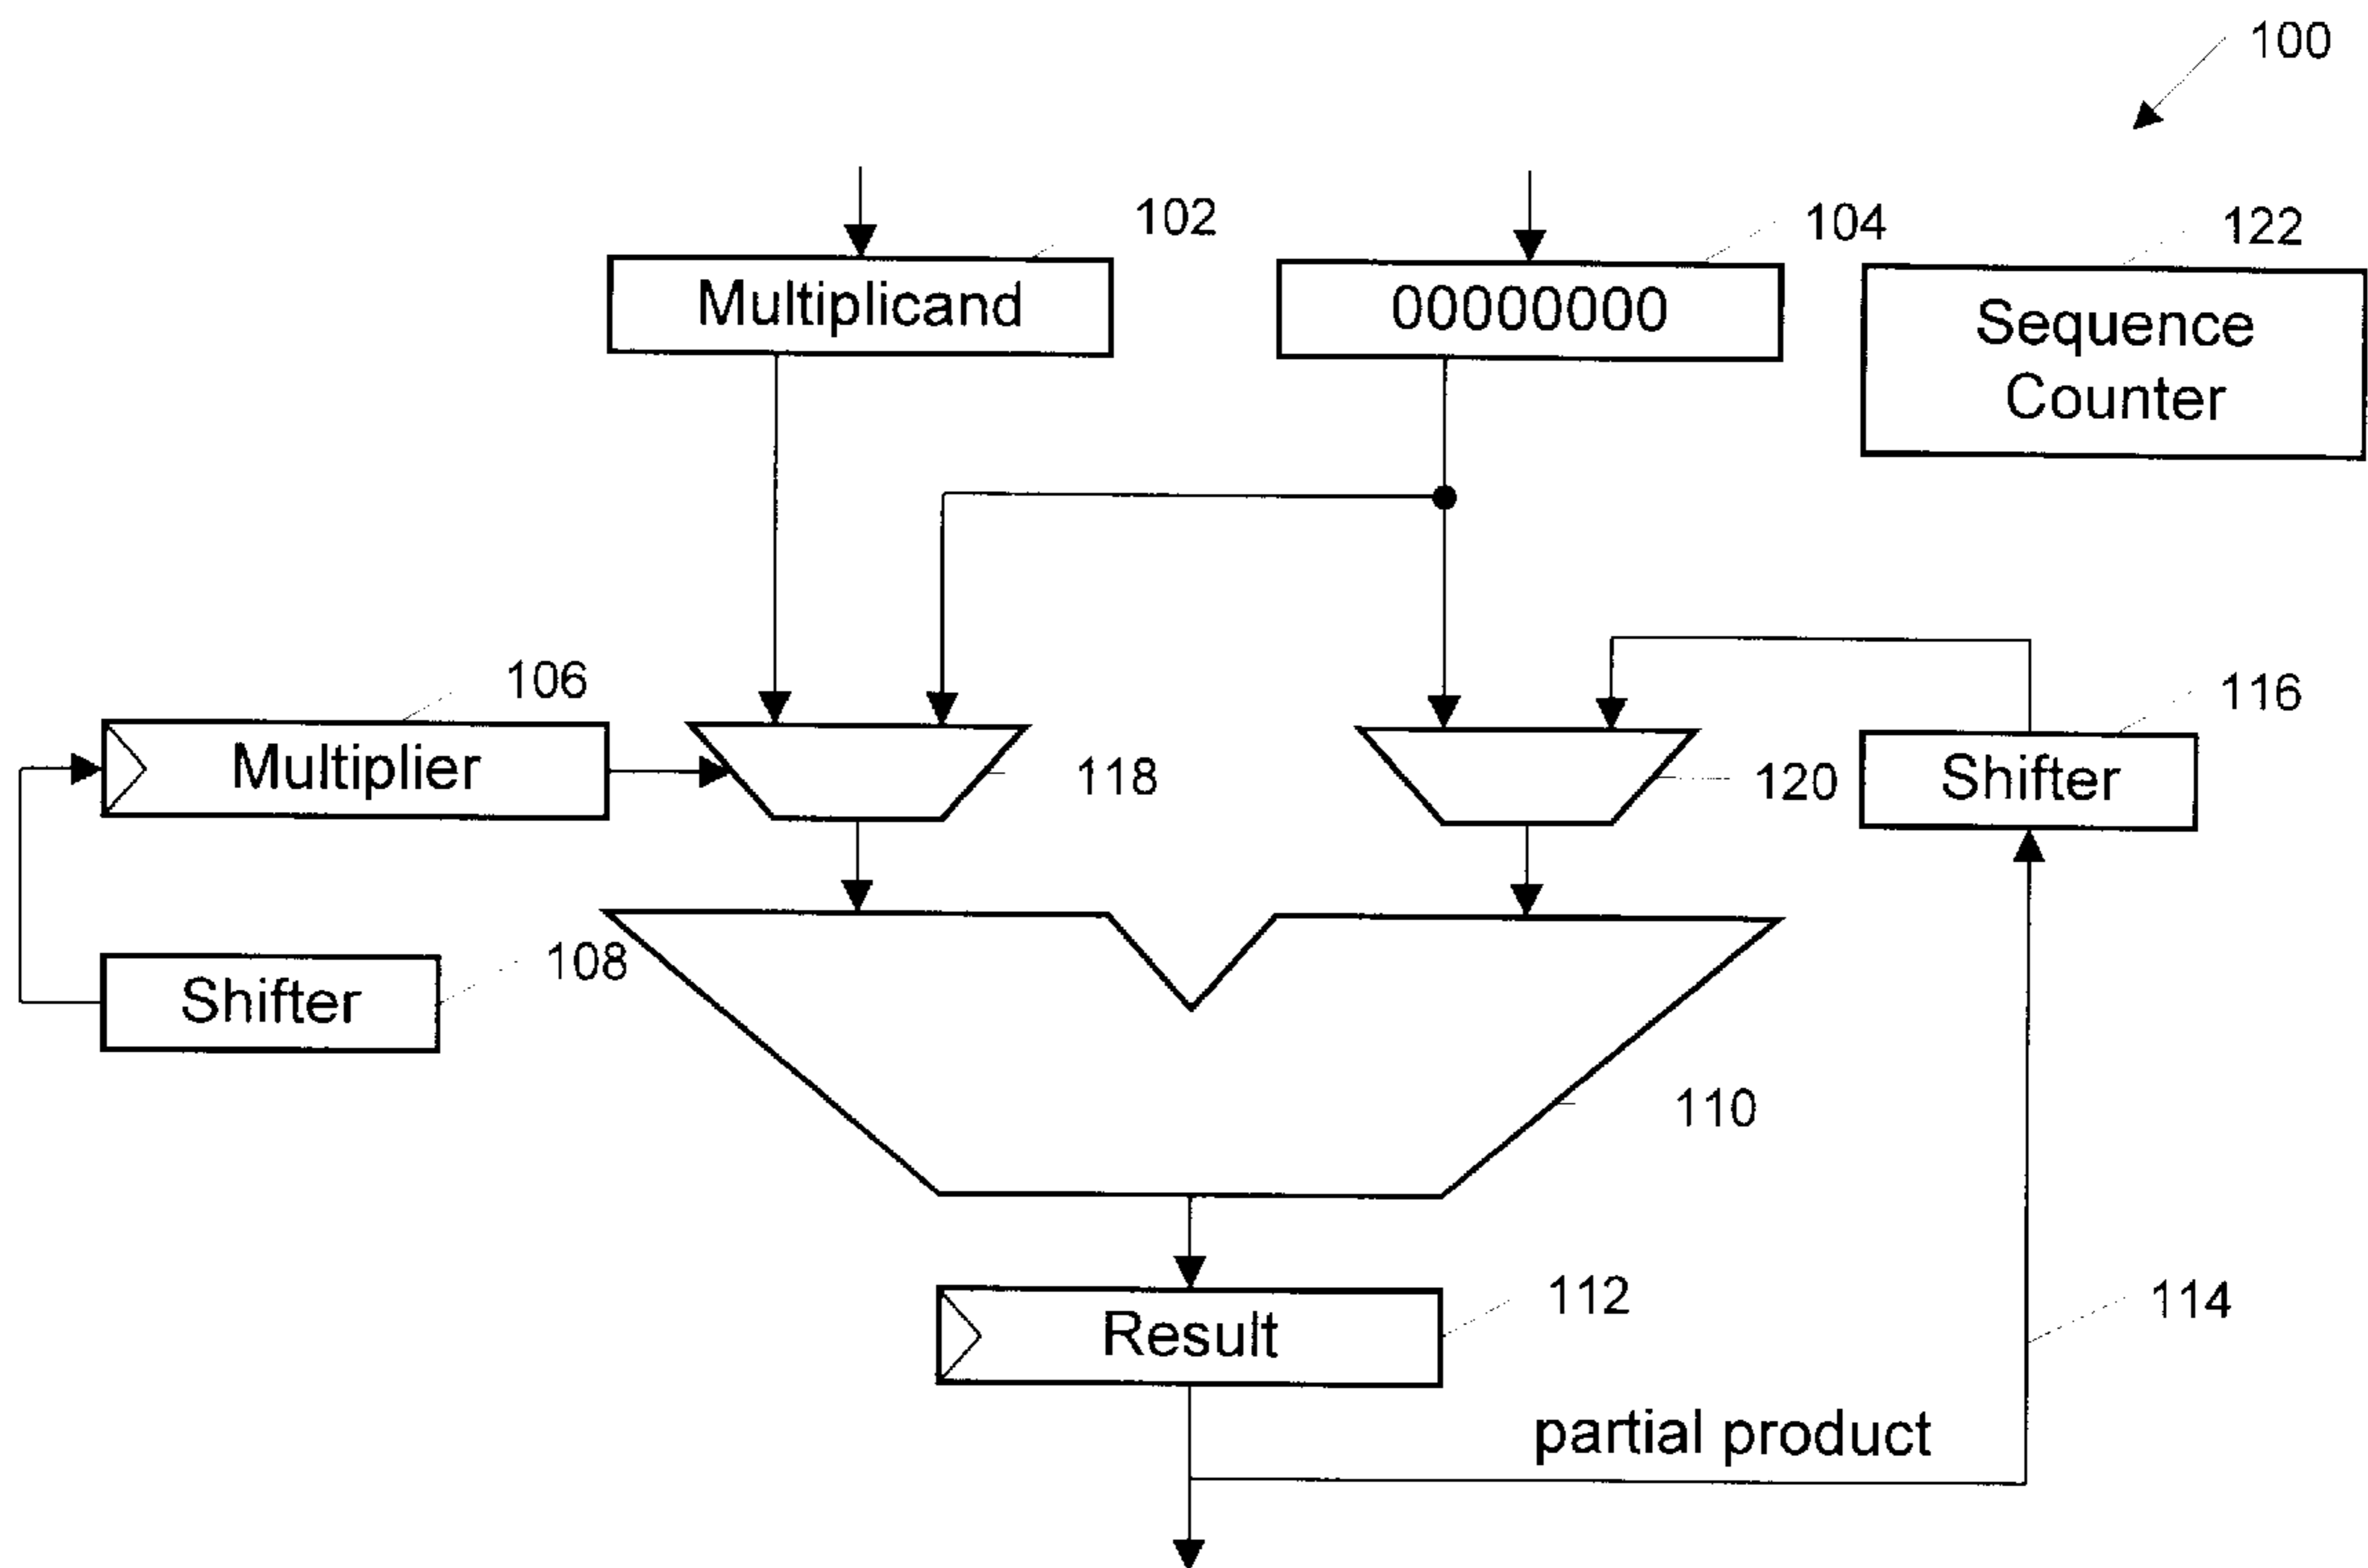 100
102
104
122
Multiplicand
00000000
Sequence
Counter
106
116
Multiplier
118
120
Shifter
108
Shifter
110
112
114
Result
partial product